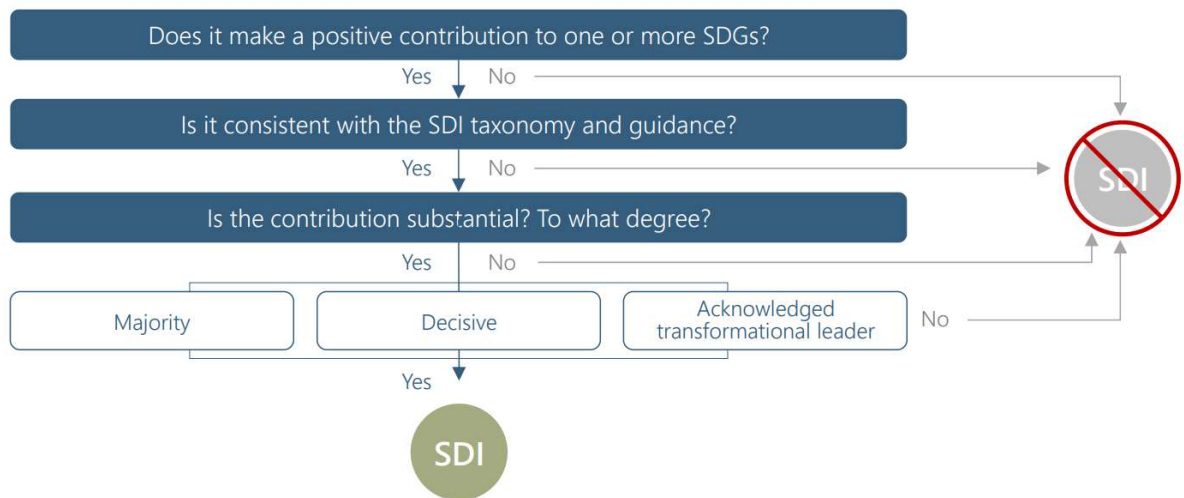 Does it make a positive contribution to one or more SDGs?
Yes No
Is it consistent with the SDI taxonomy and guidance?
Yes No
SDI
Is the contribution substantial? To what degree?
Yes No
Majority
Decisive
Acknowledged
transformational leader
No
Yes
SDI